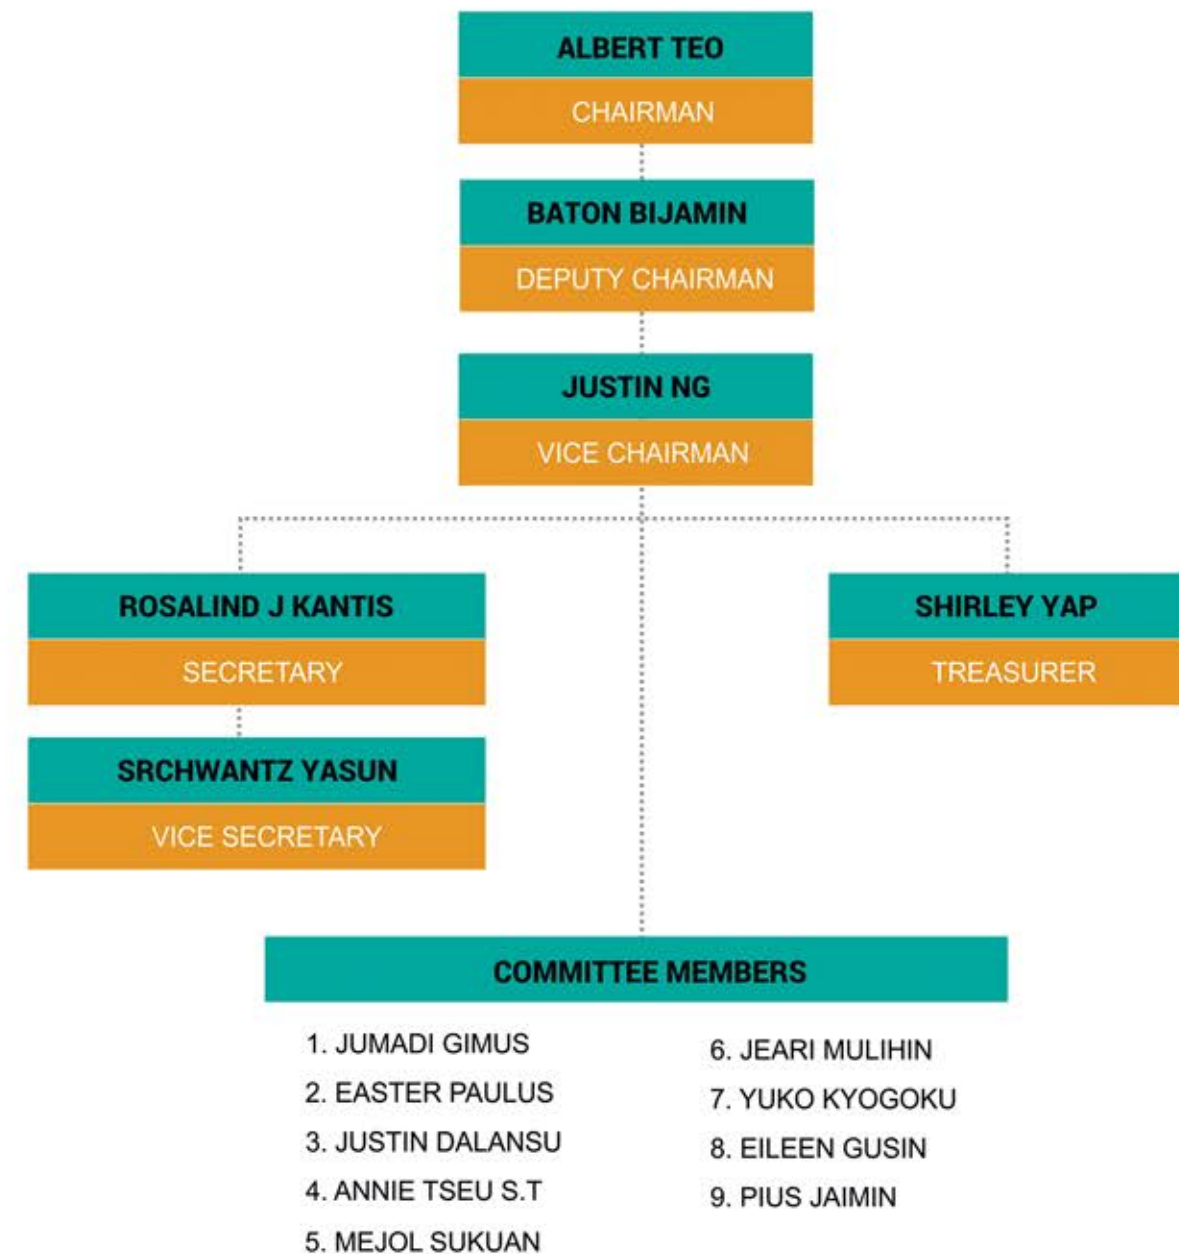 ALBERT TEO
CHAIRMAN
BATON BIJAMIN
DEPUTY CHAIRMAN
JUSTIN NG
VICE CHAIRMAN
ROSALIND J KANTIS
SECRETARY
SHIRLEY YAP
TREASURER
SRCHWANTZ YASUN
VICE SECRETARY
COMMITTEE MEMBERS
1. JUMADI GIMUS
2. EASTER PAULUS
3. JUSTIN DALANSU
4. ANNIE TSEU S.T
5. MEJOL SUKUAN
6. JEARI MULIHIN
7. YUKO KYOGOKU
8. EILEEN GUSIN
9. PIUS JAIMIN